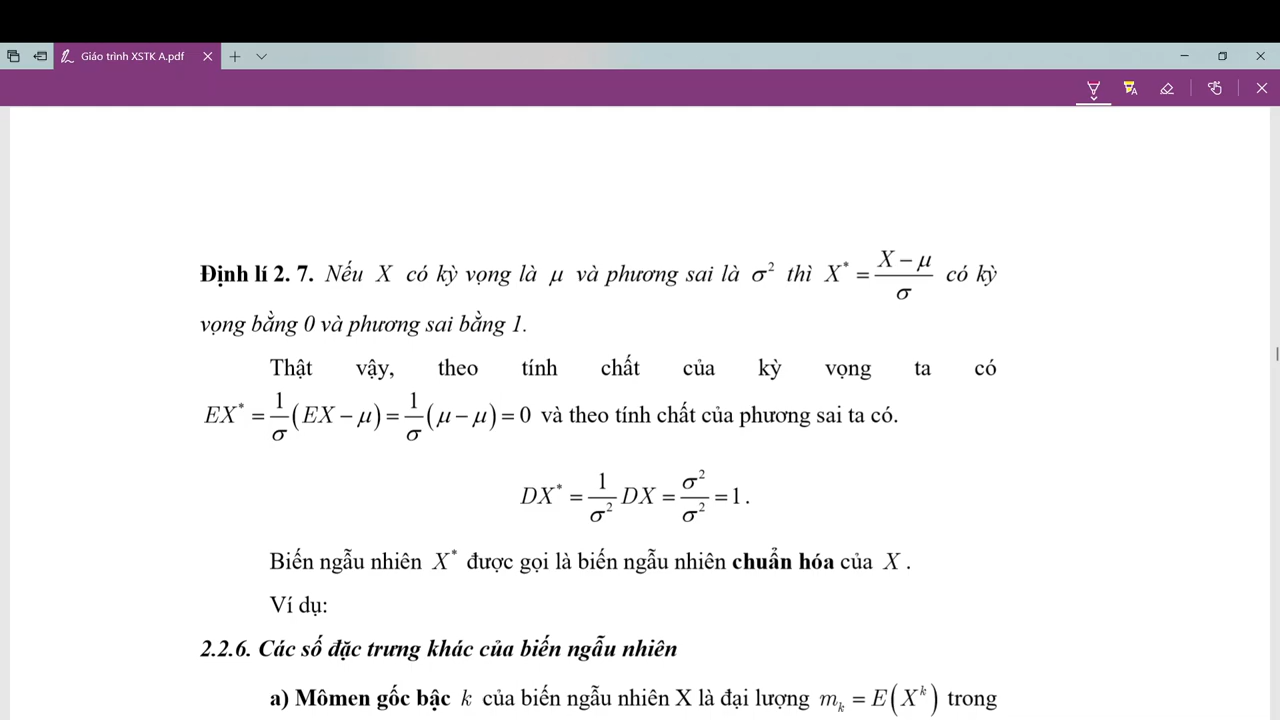 Giáo trình XSTK A.pdf
Định lí 2. 7. Nếu X có kỳ vọng là μ và phương sai là σ² thì X* = (X − μ)/σ có kỳ
vọng bằng 0 và phương sai bằng 1.
Thật vậy, theo tính chất của kỳ vọng ta có
EX* = 1/σ (EX − μ) = 1/σ (μ − μ) = 0 và theo tính chất của phương sai ta có.
DX* = 1/σ² DX = σ²/σ² = 1.
Biến ngẫu nhiên X* được gọi là biến ngẫu nhiên chuẩn hóa của X .
Ví dụ:
2.2.6. Các số đặc trưng khác của biến ngẫu nhiên
a) Mômen gốc bậc k của biến ngẫu nhiên X là đại lượng mₖ = E(Xᵏ) trong